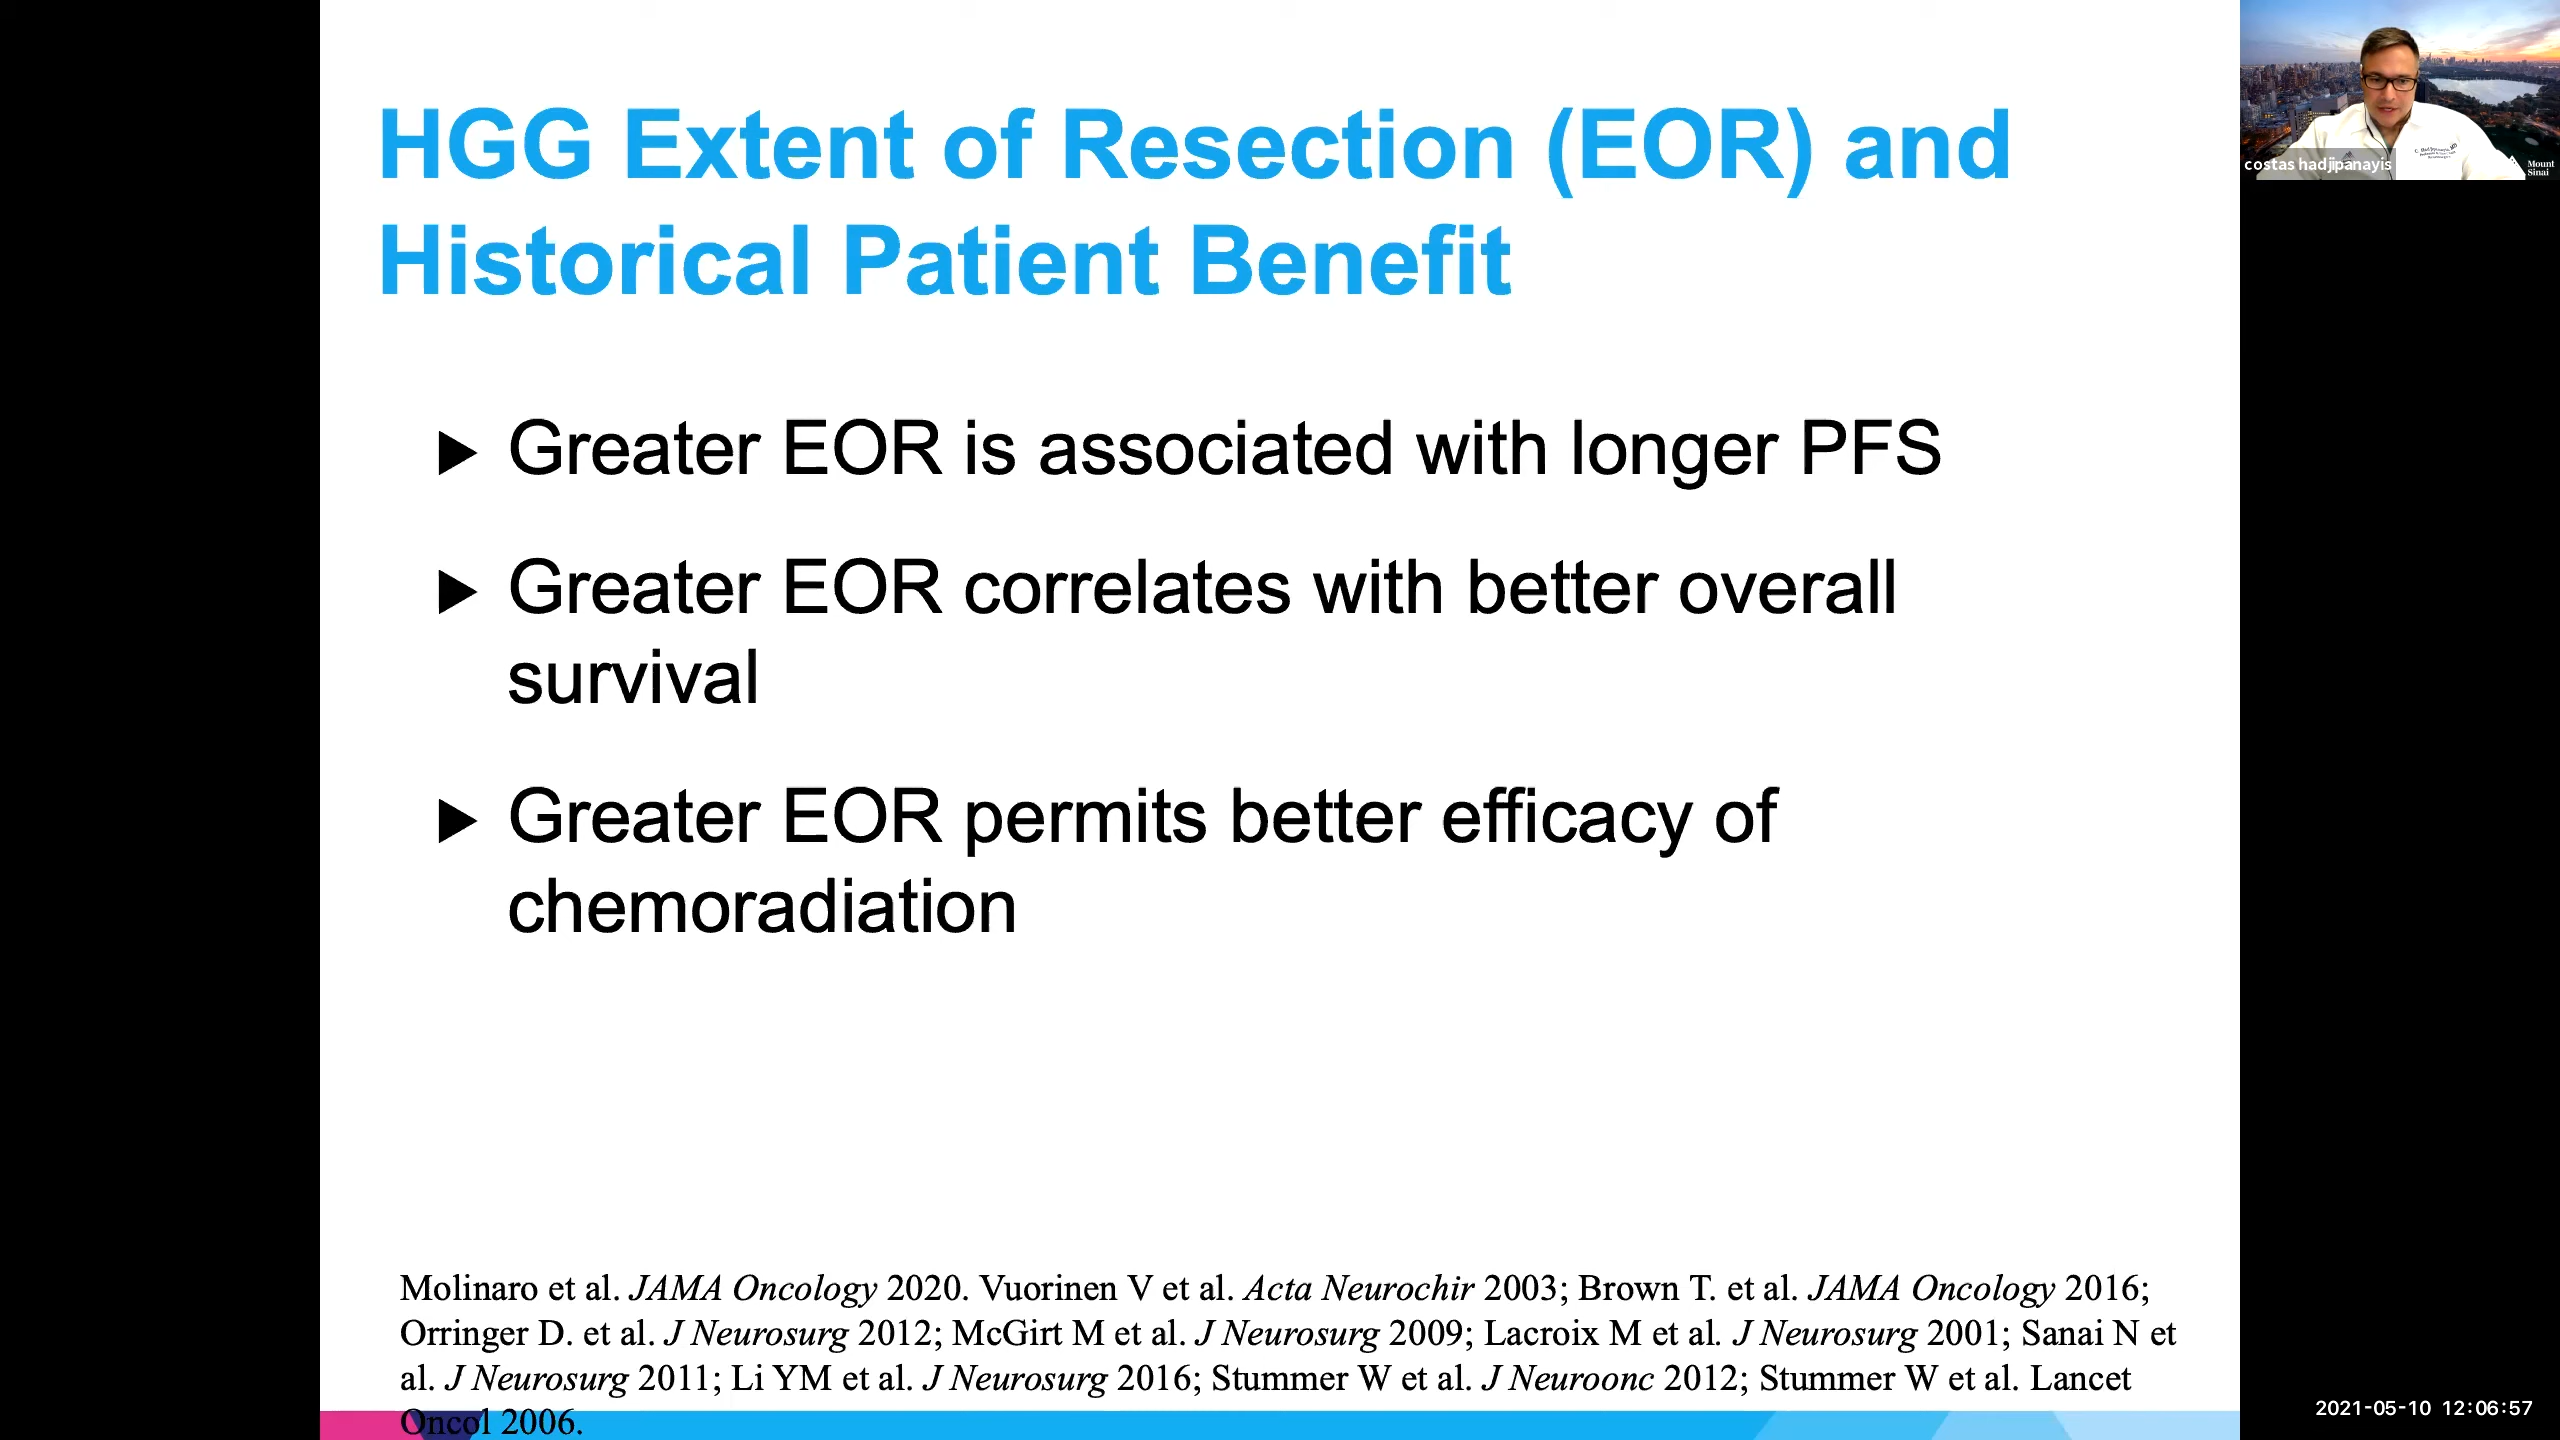 HGG Extent of Resection (EOR) and
Historical Patient Benefit
Greater EOR is associated with longer PFS
Greater EOR correlates with better overall
survival
Greater EOR permits better efficacy of
chemoradiation
Molinaro et al. JAMA Oncology 2020. Vuorinen V et al. Acta Neurochir 2003; Brown T. et al. JAMA Oncology 2016;
Orringer D. et al. J Neurosurg 2012; McGirt M et al. J Neurosurg 2009; Lacroix M et al. J Neurosurg 2001; Sanai N et
al. J Neurosurg 2011; Li YM et al. J Neurosurg 2016; Stummer W et al. J Neuroonc 2012; Stummer W et al. Lancet
Oncol 2006.
costas hadjipanayis
Mount
Sinai
2021-05-10 12:06:57